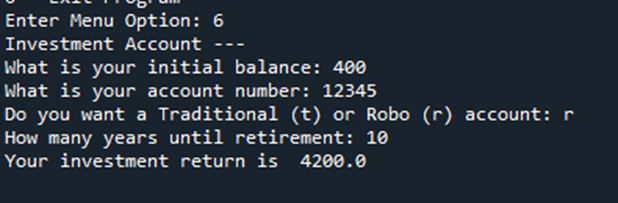 Enter Menu Option: 6
Investment Account ---
What is your initial balance: 400
What is your account number: 12345
Do you want a Traditional (t) or Robo (r) account: r
How many years until retirement: 10
Your investment return is  4200.0